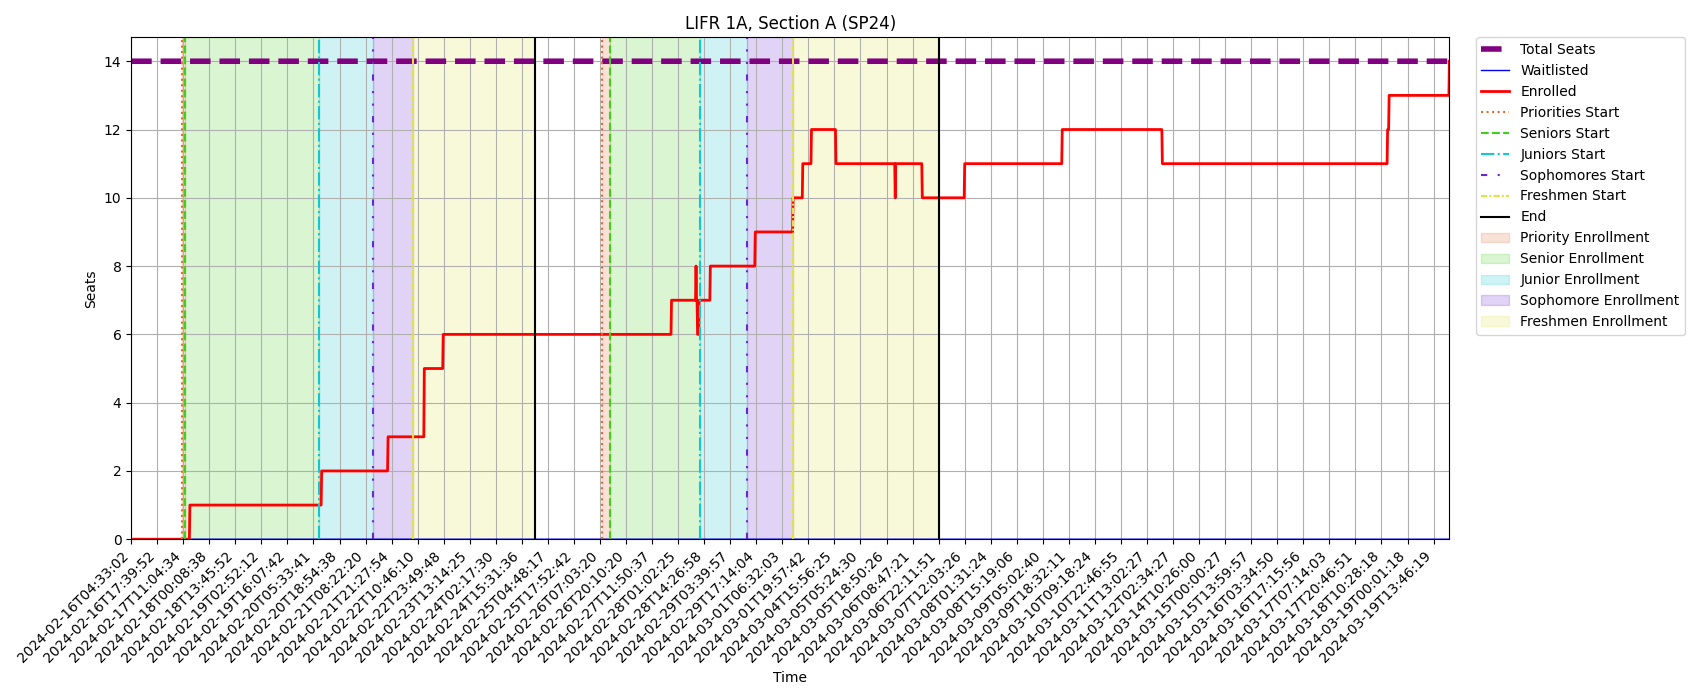 LIFR 1A, Section A (SP24)
Total Seats
Waitlisted
Enrolled
Priorities Start
Seniors Start
Juniors Start
Sophomores Start
Freshmen Start
End
Priority Enrollment
Senior Enrollment
Junior Enrollment
Sophomore Enrollment
Freshmen Enrollment
Seats
14
12
10
8
6
4
2
0
2024-02-16T04:33:02
2024-02-16T17:39:52
2024-02-17T11:04:34
2024-02-18T00:08:38
2024-02-18T13:45:52
2024-02-19T02:52:12
2024-02-19T16:07:42
2024-02-20T05:33:41
2024-02-20T18:54:38
2024-02-21T08:22:20
2024-02-21T21:27:54
2024-02-22T10:46:10
2024-02-22T23:49:48
2024-02-23T13:14:25
2024-02-24T02:17:30
2024-02-24T15:31:36
2024-02-25T04:48:17
2024-02-25T17:52:42
2024-02-26T07:03:20
2024-02-26T20:10:20
2024-02-27T11:50:37
2024-02-28T01:02:25
2024-02-28T14:26:58
2024-02-29T03:39:57
2024-02-29T17:14:04
2024-03-01T06:32:03
2024-03-01T19:57:42
2024-03-04T15:56:25
2024-03-05T05:24:30
2024-03-05T18:50:26
2024-03-06T08:47:21
2024-03-06T22:11:51
2024-03-07T12:03:26
2024-03-08T01:31:24
2024-03-08T15:19:06
2024-03-09T05:02:40
2024-03-09T18:32:11
2024-03-10T09:18:24
2024-03-10T22:46:55
2024-03-11T13:02:27
2024-03-12T02:34:27
2024-03-14T10:26:00
2024-03-15T00:00:27
2024-03-15T13:59:57
2024-03-16T03:34:50
2024-03-16T17:15:56
2024-03-17T07:14:03
2024-03-17T20:46:51
2024-03-18T10:28:18
2024-03-19T00:01:18
2024-03-19T13:46:19
Time